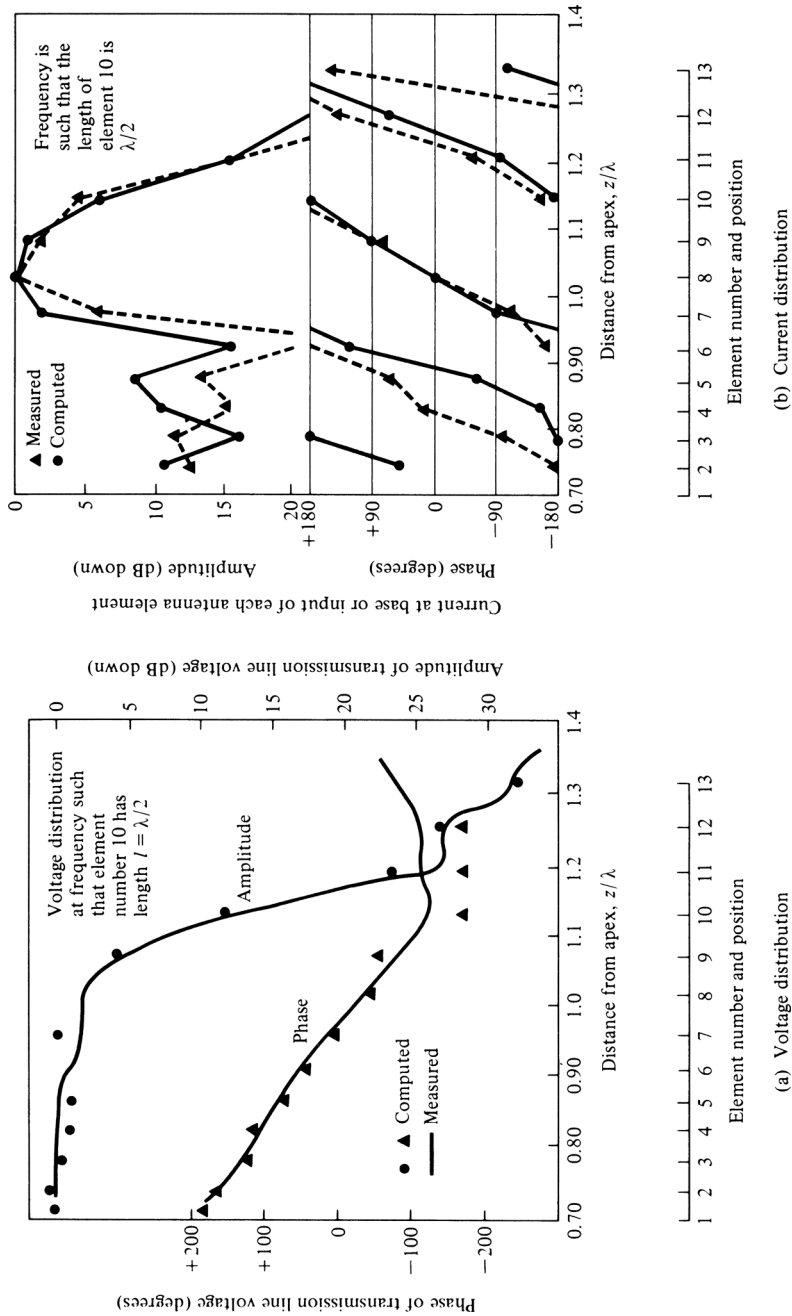 Phase of transmission line voltage (degrees)
+200
+100
0
−100
−200
Voltage distribution
at frequency such
that element
number 10 has
length l = λ/2
Amplitude
Phase
Computed
Measured
Amplitude of transmission line voltage (dB down)
0
5
10
15
20
25
30
0.70
0.80
0.90
1.0
1.1
1.2
1.3
1.4
Distance from apex, z/λ
1 2 3 4 5 6 7 8 9 10 11 12 13
Element number and position
(a) Voltage distribution
Current at base or input of each antenna element
Amplitude (dB down)
0
5
10
15
20
Phase (degrees)
+180
+90
0
−90
−180
Measured
Computed
Frequency is
such that the
length of
element 10 is
λ/2
0.70
0.80
0.90
1.0
1.1
1.2
1.3
1.4
Distance from apex, z/λ
1 2 3 4 5 6 7 8 9 10 11 12 13
Element number and position
(b) Current distribution